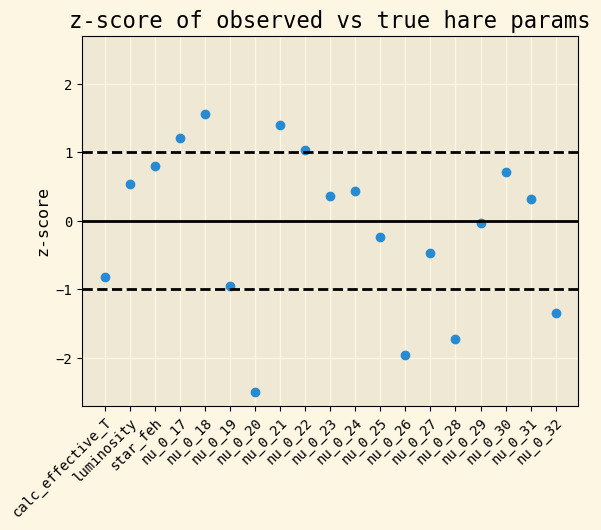 z-score of observed vs true hare params
z-score
2
1
0
−1
−2
calc_effective_T
luminosity
star_feh
nu_0_17
nu_0_18
nu_0_19
nu_0_20
nu_0_21
nu_0_22
nu_0_23
nu_0_24
nu_0_25
nu_0_26
nu_0_27
nu_0_28
nu_0_29
nu_0_30
nu_0_31
nu_0_32